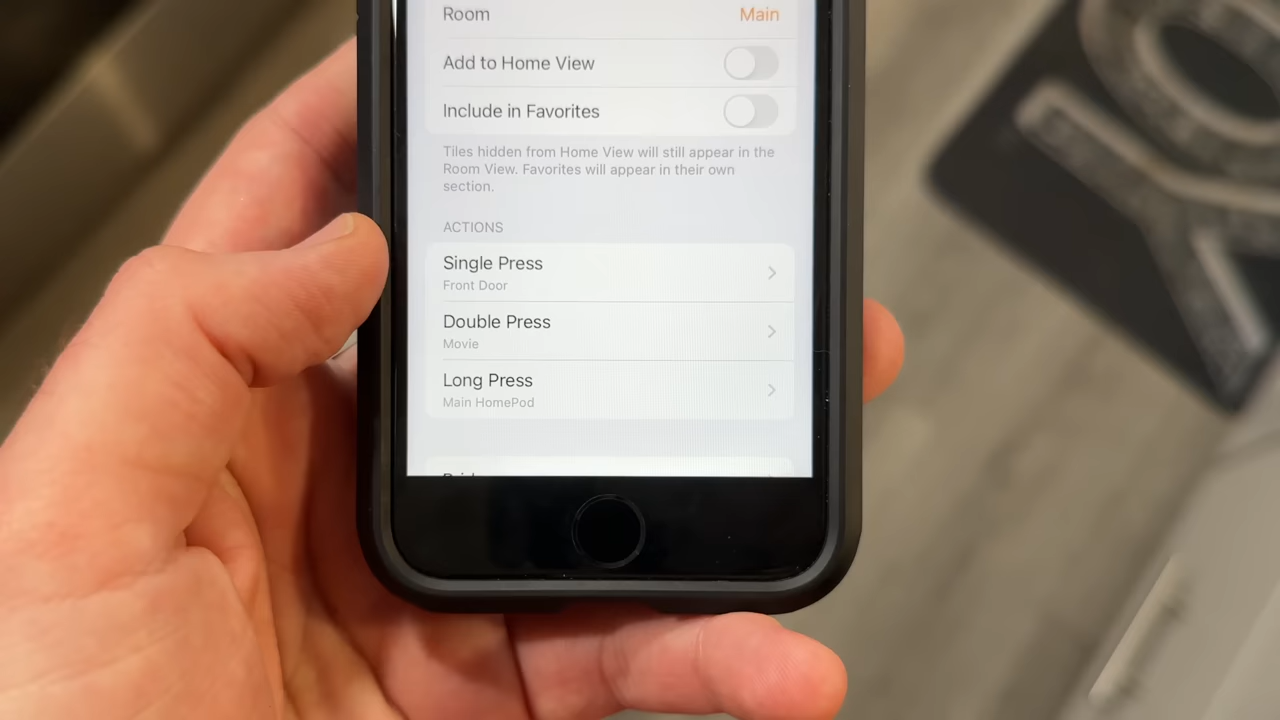 Room
Main
Add to Home View
Include in Favorites
Tiles hidden from Home View will still appear in the
Room View. Favorites will appear in their own
section.
ACTIONS
Single Press
Front Door
Double Press
Movie
Long Press
Main HomePod